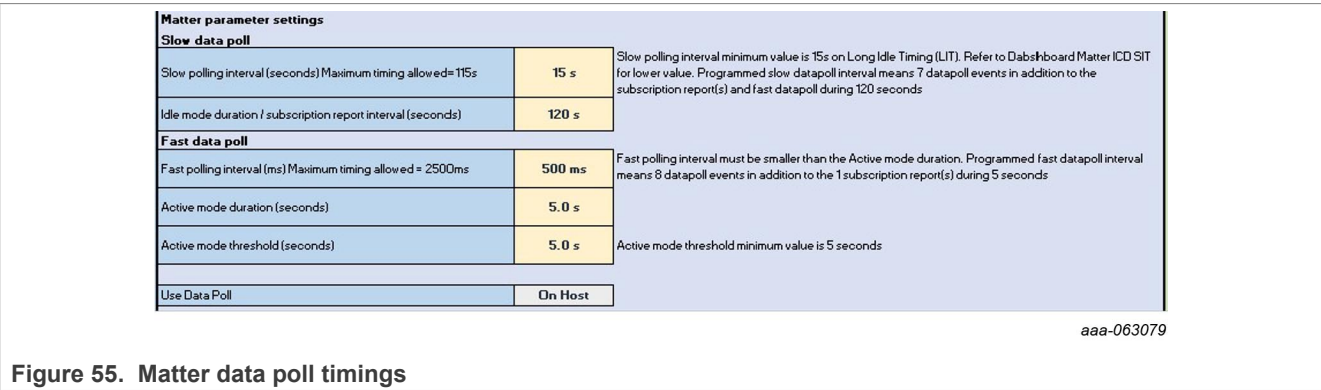 Matter parameter settings
Slow data poll
Slow polling interval (seconds) Maximum timing allowed=115s
15 s
Slow polling interval minimum value is 15s on Long Idle Timing (LIT). Refer to Dabshboard Matter ICD SIT
for lower value. Programmed slow datapoll interval means 7 datapoll events in addition to the
subscription report(s) and fast datapoll during 120 seconds
Idle mode duration / subscription report interval (seconds)
120 s
Fast data poll
Fast polling interval (ms) Maximum timing allowed = 2500ms
500 ms
Fast polling interval must be smaller than the Active mode duration. Programmed fast datapoll interval
means 8 datapoll events in addition to the 1 subscription report(s) during 5 seconds
Active mode duration (seconds)
5.0 s
Active mode threshold (seconds)
5.0 s
Active mode threshold minimum value is 5 seconds
Use Data Poll
On Host
aaa-063079
Figure 55. Matter data poll timings